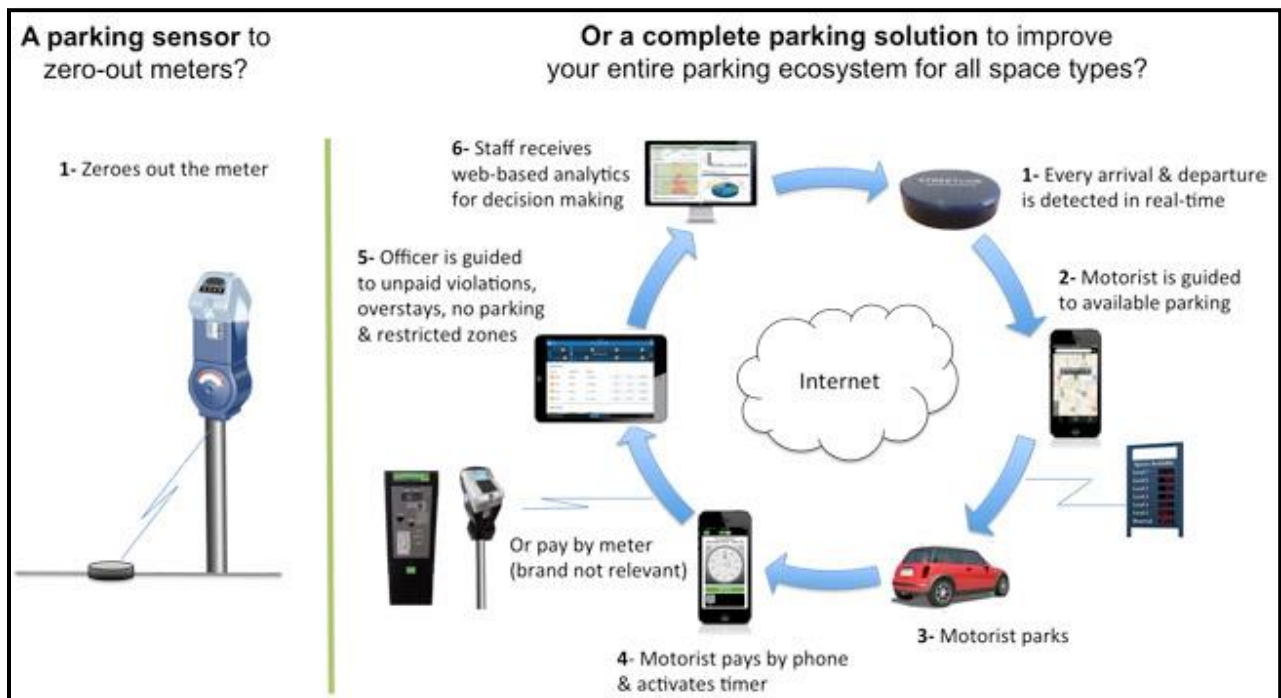 A parking sensor to
zero-out meters?
1- Zeroes out the meter
Or a complete parking solution to improve
your entire parking ecosystem for all space types?
6- Staff receives
web-based analytics
for decision making
1- Every arrival & departure
is detected in real-time
2- Motorist is guided
to available parking
5- Officer is guided
to unpaid violations,
overstays, no parking
& restricted zones
Internet
Or pay by meter
(brand not relevant)
3- Motorist parks
4- Motorist pays by phone
& activates timer